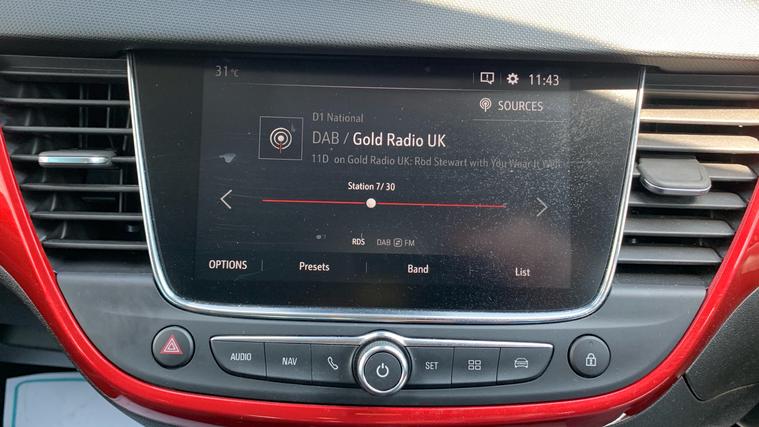 31°C 11:43
SOURCES
D1 National
DAB / Gold Radio UK
11D on Gold Radio UK: Rod Stewart with You Wear It Well
Station 7/30
RDS DAB FM
OPTIONS Presets Band List
AUDIO NAV SET